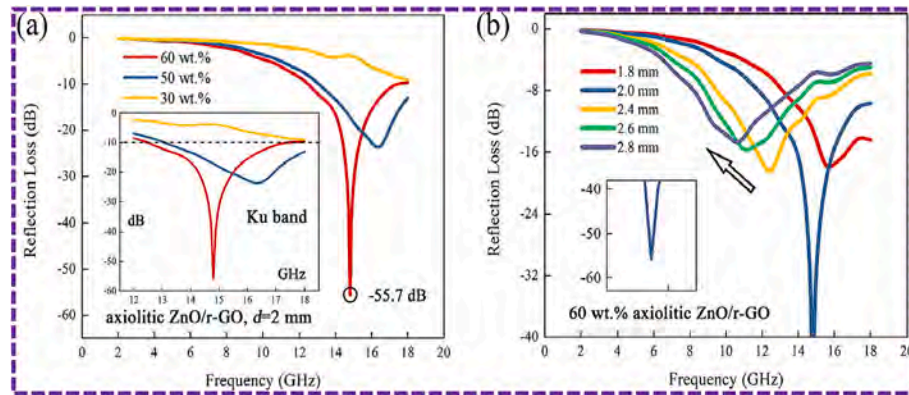 (a)
0
-10
-20
-30
-40
-50
-60
Reflection Loss (dB)
60 wt.%
50 wt.%
30 wt.%
0
-10
-20
-30
-40
-50
-60
dB
Ku band
GHz
12 13 14 15 16 17 18
axiolitic ZnO/r-GO, d=2 mm
-55.7 dB
0 2 4 6 8 10 12 14 16 18 20
Frequency (GHz)
(b)
0
-8
-16
-24
-32
-40
Reflection Loss (dB)
1.8 mm
2.0 mm
2.4 mm
2.6 mm
2.8 mm
-40
-50
-60
60 wt.% axiolitic ZnO/r-GO
0 2 4 6 8 10 12 14 16 18 20
Frequency (GHz)